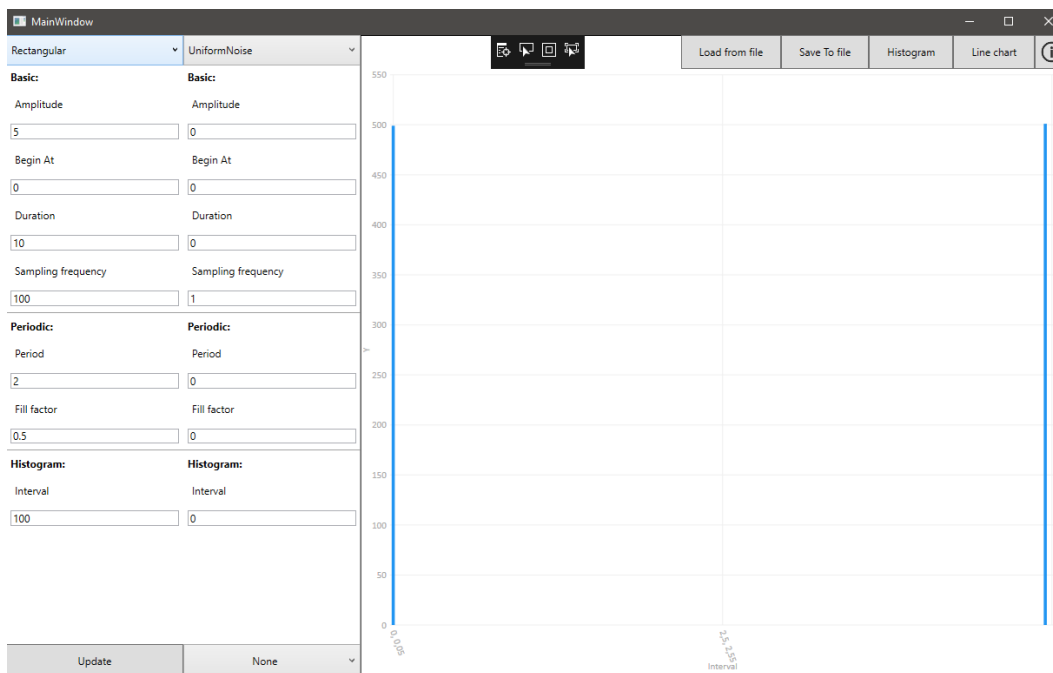 MainWindow
Rectangular UniformNoise
Load from file Save To file Histogram Line chart
Basic: Basic:
Amplitude Amplitude
5 0
Begin At Begin At
0 0
Duration Duration
10 0
Sampling frequency Sampling frequency
100 1
Periodic: Periodic:
Period Period
2 0
Fill factor Fill factor
0.5 0
Histogram: Histogram:
Interval Interval
100 0
Update None
550
500
450
400
350
300
Y
250
200
150
100
50
0
0, 0,05 2,5, 2,55
Interval